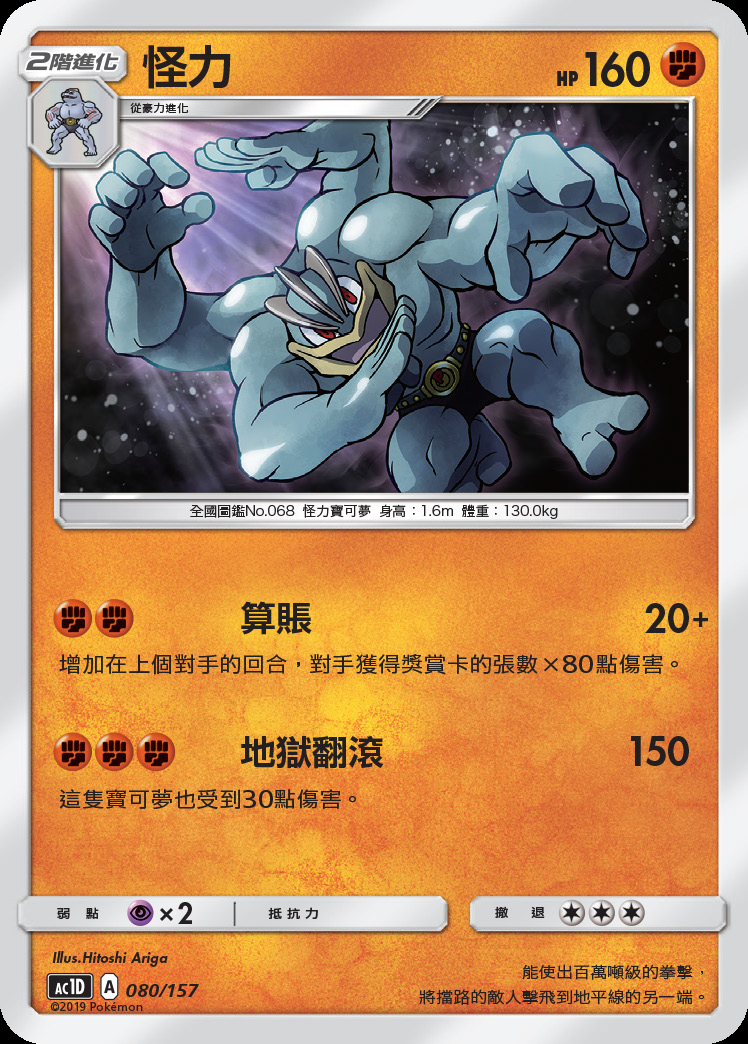 2階進化 怪力 HP 160
從豪力進化
全國圖鑑No.068 怪力寶可夢 身高：1.6m 體重：130.0kg
算賬 20+
增加在上個對手的回合，對手獲得獎賞卡的張數×80點傷害。
地獄翻滾 150
這隻寶可夢也受到30點傷害。
弱點 ×2 抵抗力 撤退
Illus.Hitoshi Ariga
能使出百萬噸級的拳擊，
AC1D A 080/157
將擋路的敵人擊飛到地平線的另一端。
©2019 Pokémon